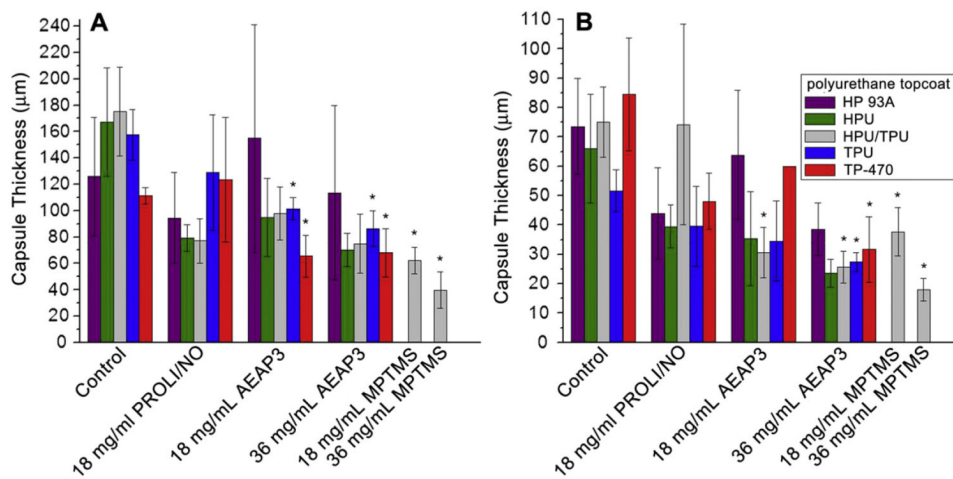 A
Capsule Thickness (µm)
240
220
200
180
160
140
120
100
80
60
40
20
0
* * * * * *
Control
18 mg/ml PROLI/NO
18 mg/mL AEAP3
36 mg/mL AEAP3
18 mg/mL MPTMS
36 mg/mL MPTMS
B
Capsule Thickness (µm)
110
100
90
80
70
60
50
40
30
20
10
0
* * * * * *
polyurethane topcoat
HP 93A
HPU
HPU/TPU
TPU
TP-470
Control
18 mg/ml PROLI/NO
18 mg/mL AEAP3
36 mg/mL AEAP3
18 mg/mL MPTMS
36 mg/mL MPTMS